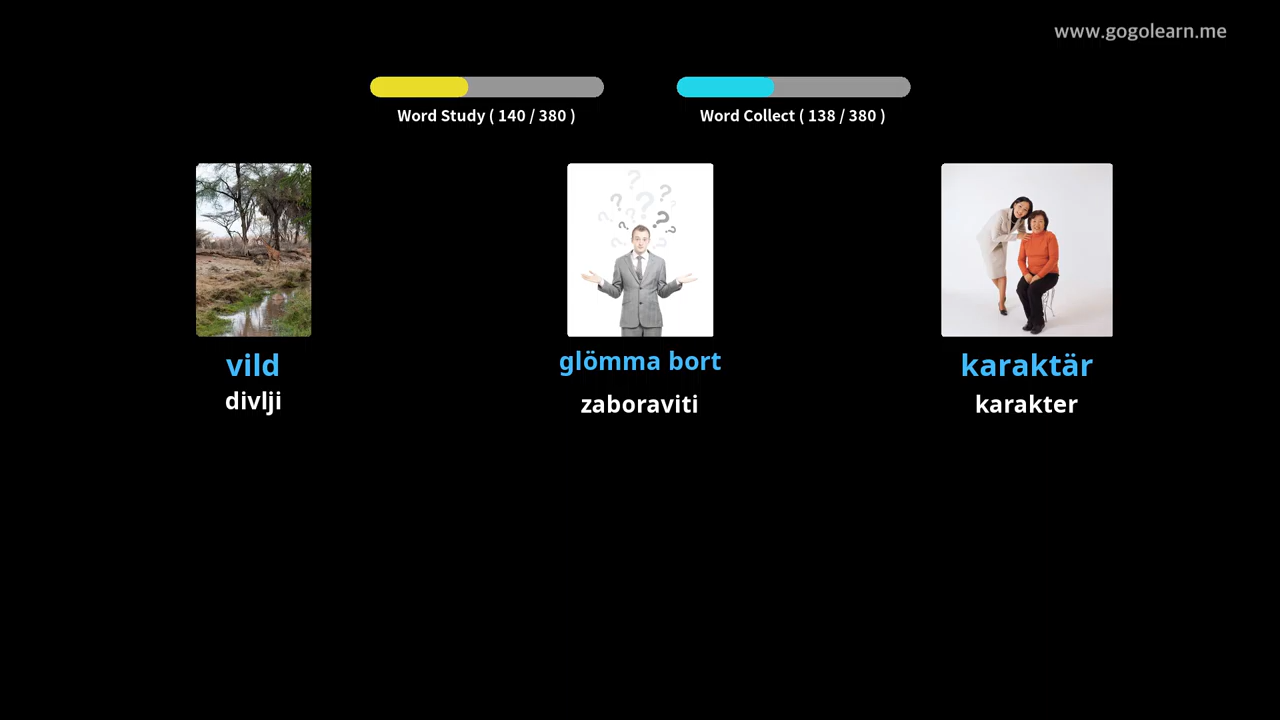 www.gogolearn.me
Word Study ( 140 / 380 )
Word Collect ( 138 / 380 )
vild
glömma bort
karaktär
divlji
zaboraviti
karakter